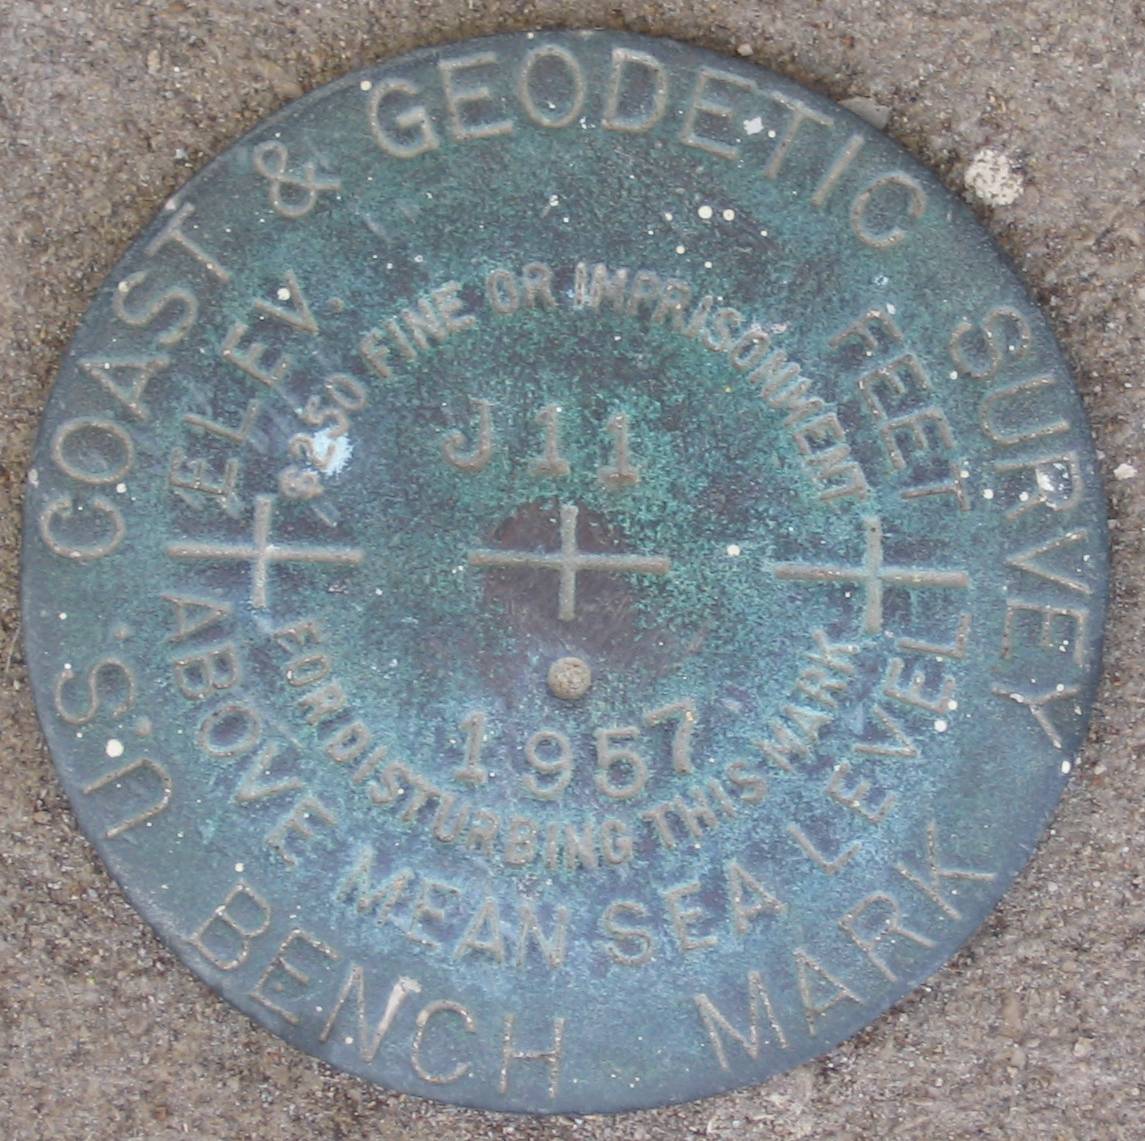 U.S. COAST & GEODETIC SURVEY
BENCH MARK
ELEV. FEET
ABOVE MEAN SEA LEVEL
$250 FINE OR IMPRISONMENT
FOR DISTURBING THIS MARK
J 11
1957